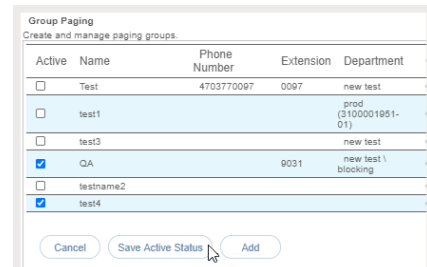 Group Paging
Create and manage paging groups.
Active Name Phone Number Extension Department
Test 4703770097 0097 new test
test1 prod (3100001951-01)
test3 new test
QA 9031 new test \ blocking
testname2
test4
Cancel Save Active Status Add